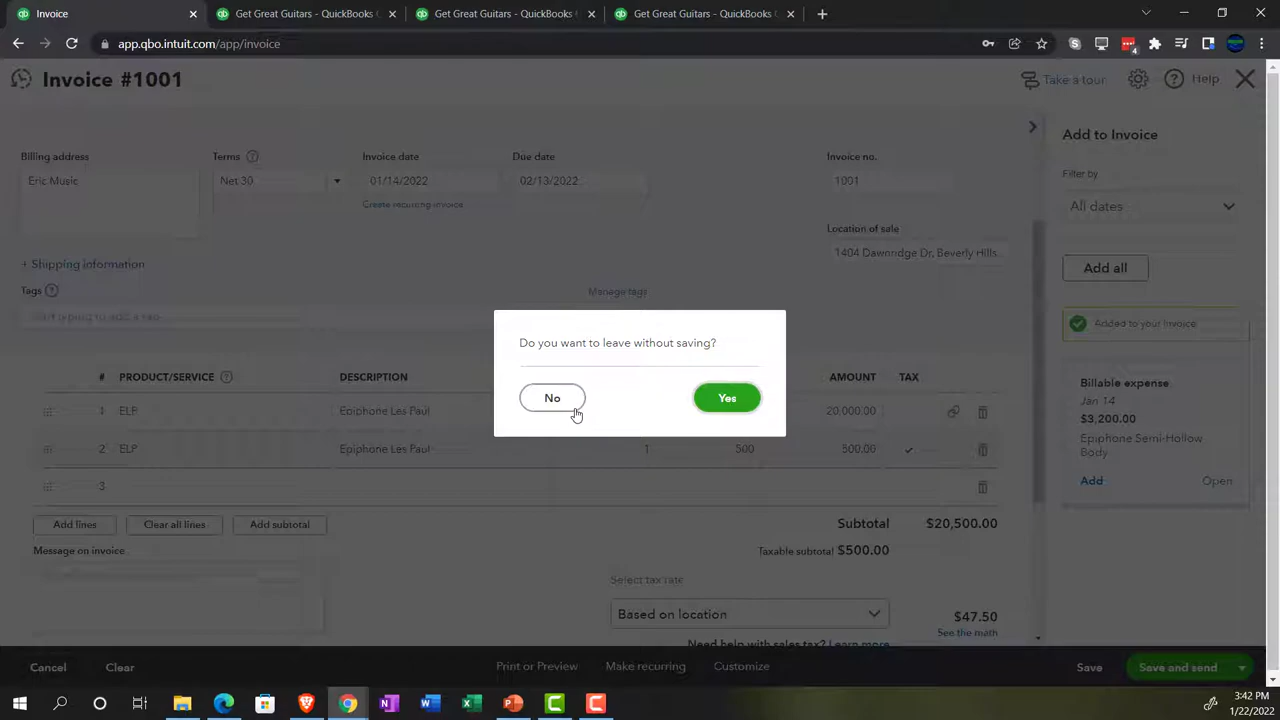 Invoice
Get Great Guitars - QuickBooks
Get Great Guitars - QuickBooks
Get Great Guitars - QuickBooks
app.qbo.intuit.com/app/invoice
4
Invoice #1001
Take a tour
Help
Billing address
Terms
Invoice date
Due date
Invoice no.
Add to Invoice
Eric Music
Net 30
01/14/2022
02/13/2022
1001
Filter by
All dates
Create recurring invoice
Location of sale
1404 Dawnridge Dr, Beverly Hills...
+ Shipping information
Add all
Tags
Manage tags
Start typing to add a tag
Added to your invoice
Do you want to leave without saving?
No
Yes
# PRODUCT/SERVICE DESCRIPTION AMOUNT TAX
1 ELP Epiphone Les Paul 20,000.00
2 ELP Epiphone Les Paul 1 500 500.00
3
Billable expense
Jan 14
$3,200.00
Epiphone Semi-Hollow
Body
Add
Open
Add lines
Clear all lines
Add subtotal
Subtotal $20,500.00
Message on invoice
Taxable subtotal $500.00
Select tax rate
Based on location
$47.50
See the math
Need help with sales tax? Learn more
Cancel
Clear
Print or Preview
Make recurring
Customize
Save
Save and send
3:42 PM
1/22/2022